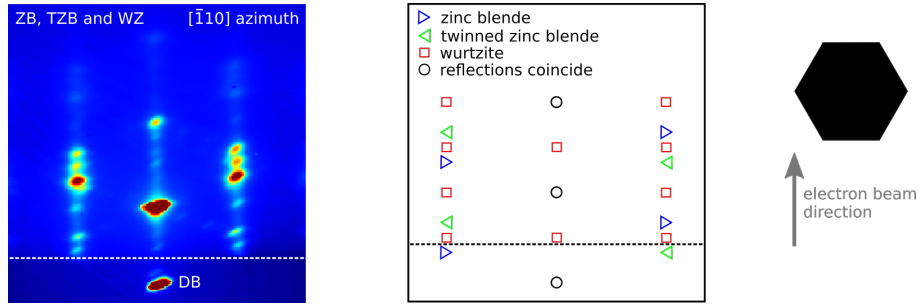 ZB, TZB and WZ
[1̄10] azimuth
DB
zinc blende
twinned zinc blende
wurtzite
reflections coincide
electron beam
direction